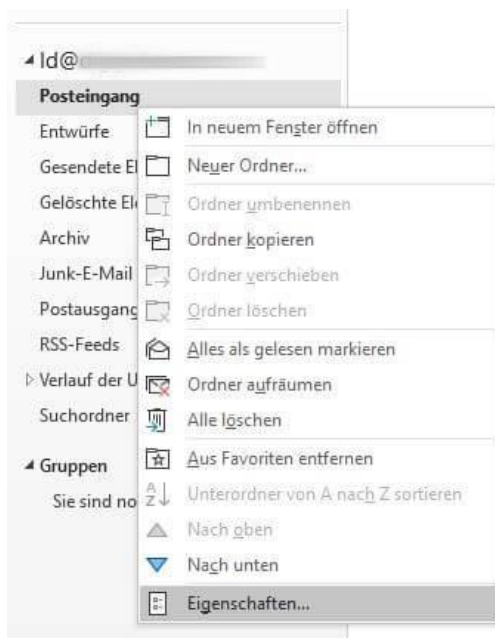 ld@
Posteingang
Entwürfe
Gesendete El
Gelöschte Ele
Archiv
Junk-E-Mail
Postausgang
RSS-Feeds
Verlauf der U
Suchordner
Gruppen
Sie sind no
In neuem Fenster öffnen
Neuer Ordner...
Ordner umbenennen
Ordner kopieren
Ordner verschieben
Ordner löschen
Alles als gelesen markieren
Ordner aufräumen
Alle löschen
Aus Favoriten entfernen
Unterordner von A nach Z sortieren
Nach oben
Nach unten
Eigenschaften...